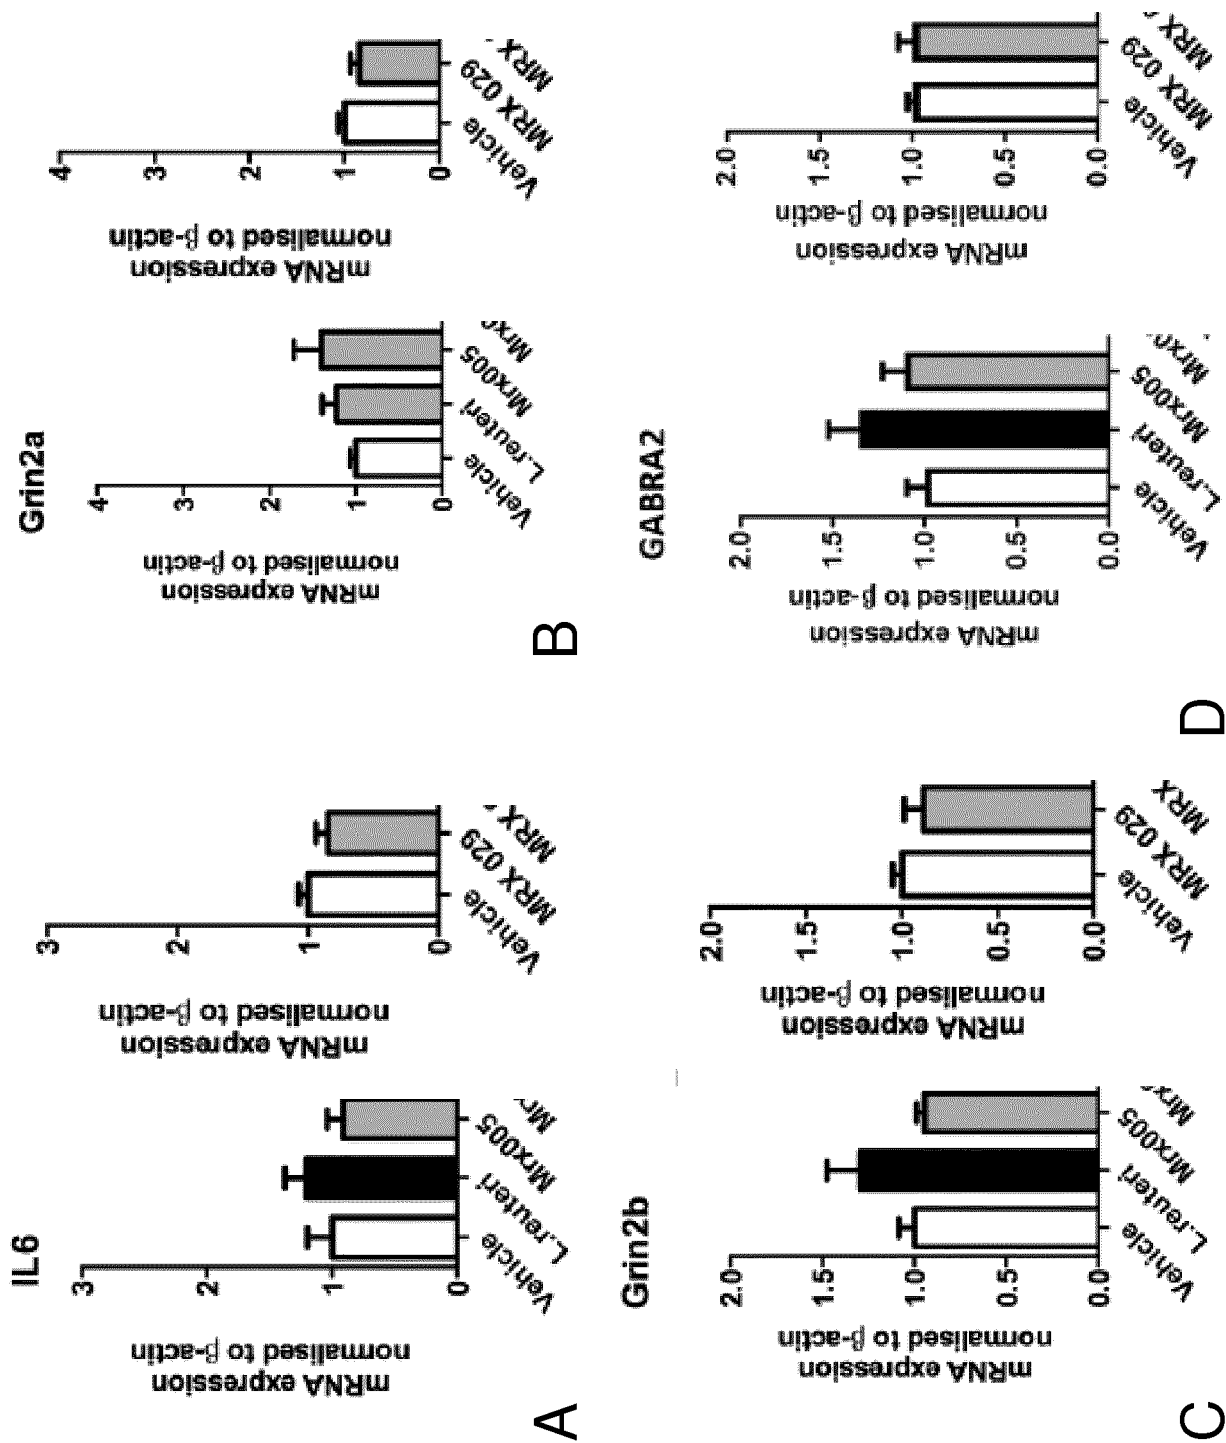 IL6
mRNA expression
normalised to β-actin
3
2
1
0
Vehicle
L.reuteri
Mrx005
mRNA expression
normalised to β-actin
3
2
1
0
Vehicle
MRX 029
MRX
A
Grin2a
mRNA expression
normalised to β-actin
4
3
2
1
0
Vehicle
L.reuteri
Mrx005
mRNA expression
normalised to β-actin
4
3
2
1
0
Vehicle
MRX 029
MRX
B
Grin2b
mRNA expression
normalised to β-actin
2.0
1.5
1.0
0.5
0.0
Vehicle
L.reuteri
Mrx005
mRNA expression
normalised to β-actin
2.0
1.5
1.0
0.5
0.0
Vehicle
MRX 029
MRX
C
GABRA2
mRNA expression
normalised to β-actin
2.0
1.5
1.0
0.5
0.0
Vehicle
L.reuteri
Mrx005
mRNA expression
normalised to β-actin
2.0
1.5
1.0
0.5
0.0
Vehicle
MRX 029
MRX
D